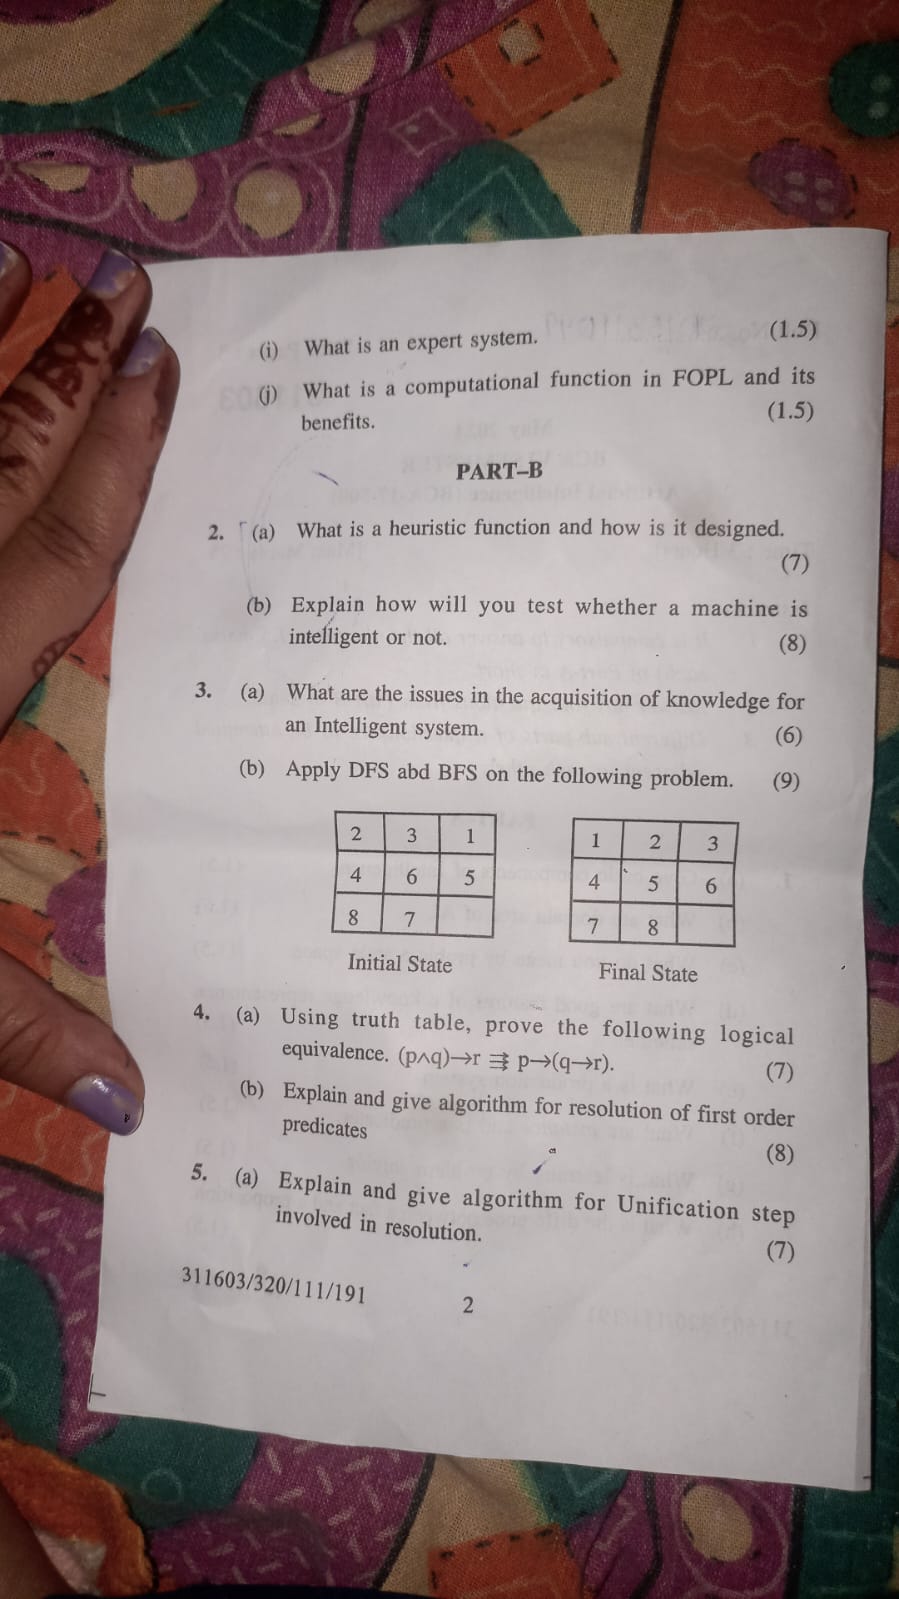 (i) What is an expert system. (1.5)
(j) What is a computational function in FOPL and its
benefits. (1.5)
PART–B
2. (a) What is a heuristic function and how is it designed.
(7)
(b) Explain how will you test whether a machine is
intelligent or not. (8)
3. (a) What are the issues in the acquisition of knowledge for
an Intelligent system. (6)
(b) Apply DFS abd BFS on the following problem. (9)
2 3 1
4 6 5
8 7
Initial State
1 2 3
4 5 6
7 8
Final State
4. (a) Using truth table, prove the following logical
equivalence. (p∧q)→r ⇶ p→(q→r). (7)
(b) Explain and give algorithm for resolution of first order
predicates (8)
5. (a) Explain and give algorithm for Unification step
involved in resolution. (7)
311603/320/111/191
2